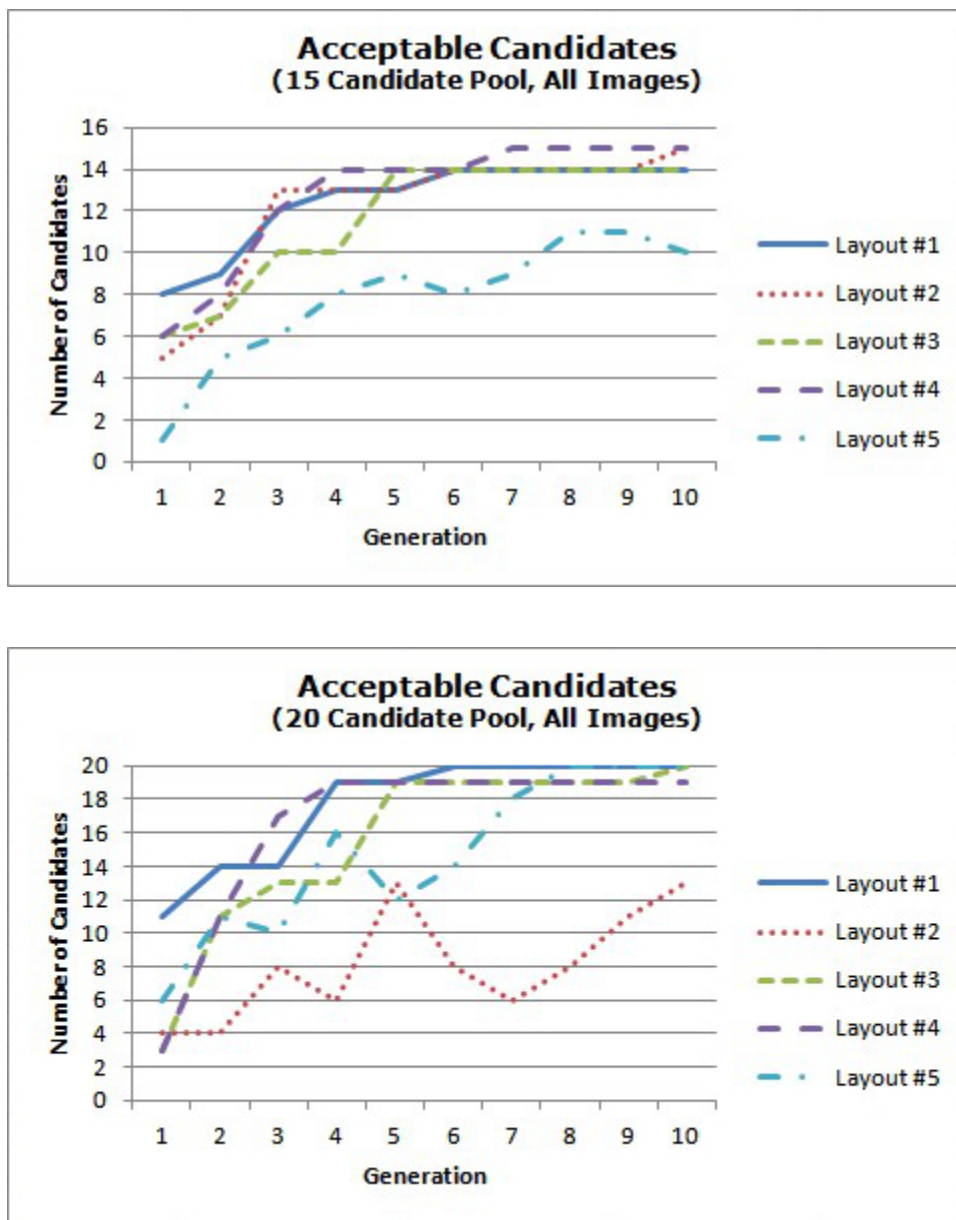 Acceptable Candidates
(15 Candidate Pool, All Images)
Number of Candidates
16
14
12
10
8
6
4
2
0
1 2 3 4 5 6 7 8 9 10
Generation
Layout #1
Layout #2
Layout #3
Layout #4
Layout #5
Acceptable Candidates
(20 Candidate Pool, All Images)
Number of Candidates
20
18
16
14
12
10
8
6
4
2
0
1 2 3 4 5 6 7 8 9 10
Generation
Layout #1
Layout #2
Layout #3
Layout #4
Layout #5